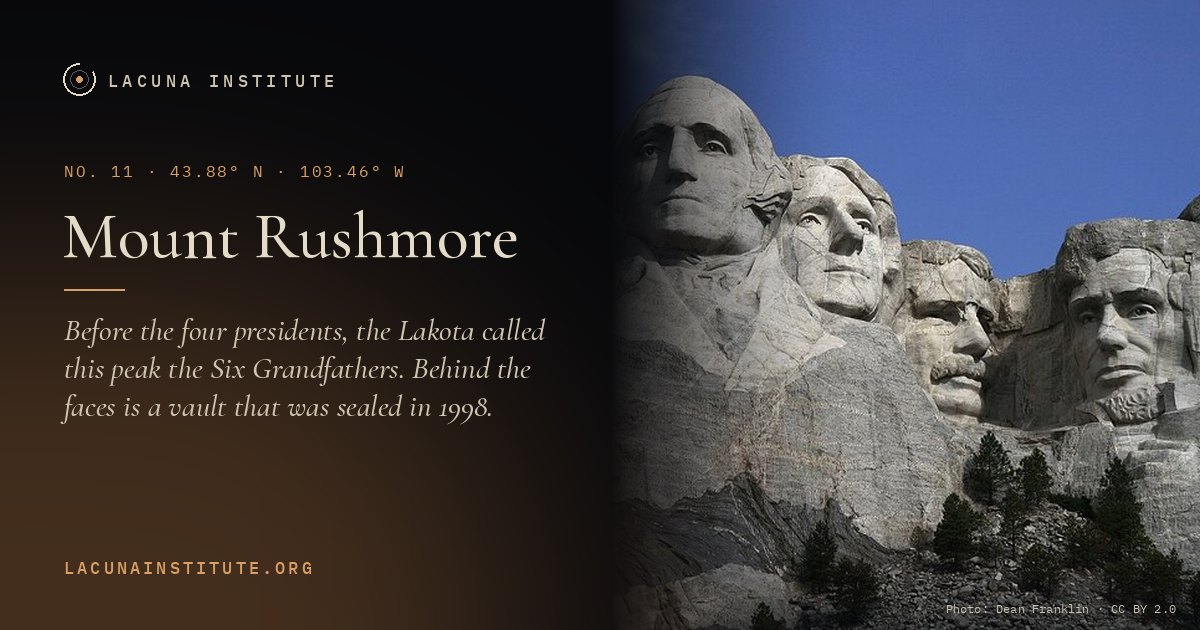 LACUNA INSTITUTE
NO. 11 · 43.88° N · 103.46° W
Mount Rushmore
Before the four presidents, the Lakota called
this peak the Six Grandfathers. Behind the
faces is a vault that was sealed in 1998.
LACUNAINSTITUTE.ORG
Photo: Dean Franklin · CC BY 2.0